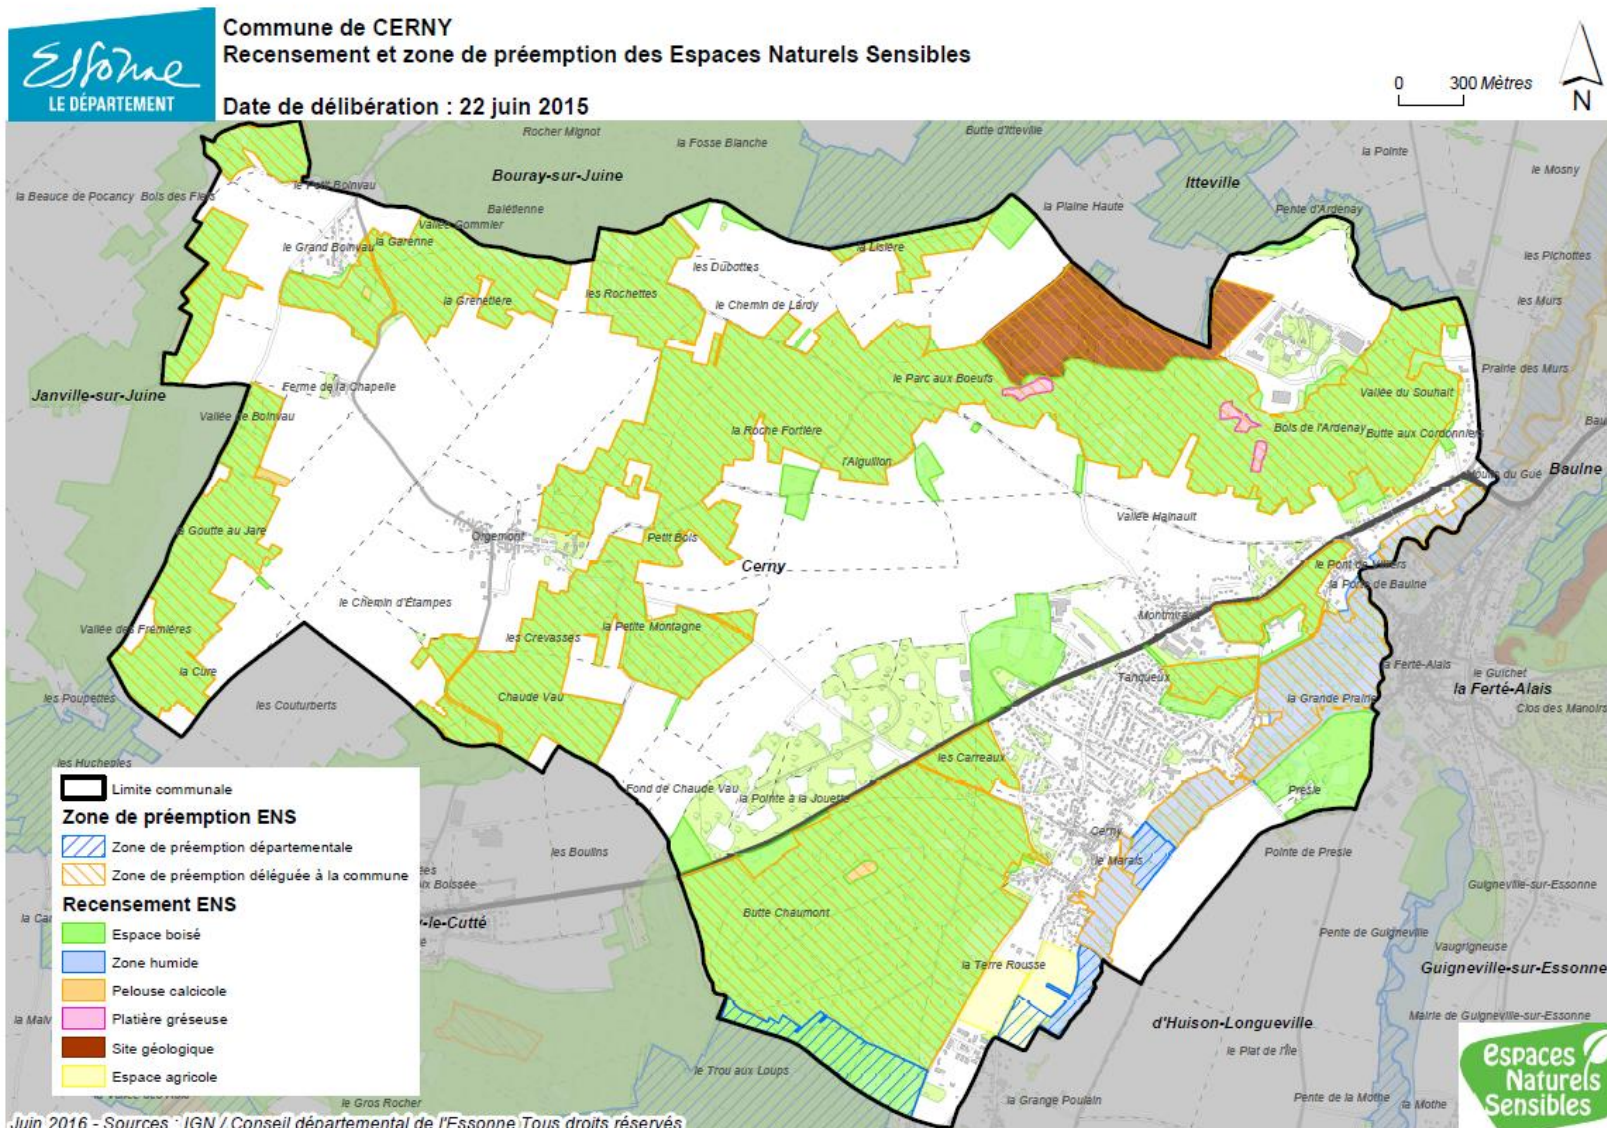 Essonne
LE DÉPARTEMENT
Commune de CERNY
Recensement et zone de préemption des Espaces Naturels Sensibles
Date de délibération : 22 juin 2015
0 300 Mètres
N
Rocher Mignot
la Fosse Blanche
Butte d'Itteville
la Pointe
le Mosny
Bouray-sur-Juine
Itteville
la Beauce de Pocancy
Bois des Fiefs
le Petit Boinvau
Balétienne
la Plaine Haute
Pente d'Ardenay
Vallée Gommier
le Grand Boinvau
la Garenne
la Lisière
les Pichottes
les Dubottes
les Rochettes
la Grenetière
le Chemin de Lardy
les Murs
Janville-sur-Juine
Ferme de la Chapelle
le Parc aux Boeufs
Prairie des Murs
Vallée du Souhait
Vallée de Boinvau
la Roche Fortière
Bois de l'Ardenay
Butte aux Cordonniers
l'Aiguillon
Moulin du Gué
Baulne
la Goutte au Jare
Orgemont
Petit Bois
Vallée Hainault
Cerny
le Pont de Villiers
la Porte de Baulne
le Chemin d'Étampes
Montmirault
Vallée des Frémières
les Crevasses
la Petite Montagne
la Cure
Tanqueux
la Ferté-Alais
le Guichet
la Ferté-Alais
les Poupettes
les Couturberts
Chaude Vau
la Grande Prairie
Clos des Manoirs
les Carreaux
Fond de Chaude Vau
la Pointe à la Jouette
Presle
Cerny
le Marais
les Boulins
Pointe de Presle
Guigneville-sur-Essonne
Butte Chaumont
Pente de Guigneville
Vaugrigneuse
Guigneville-sur-Essonne
la Terre Rousse
d'Huison-Longueville
Mairie de Guigneville-sur-Essonne
le Plat de l'Île
le Trou aux Loups
la Grange Poulain
Pente de la Mothe
la Mothe
le Gros Rocher
Limite communale
Zone de préemption ENS
Zone de préemption départementale
Zone de préemption déléguée à la commune
Recensement ENS
Espace boisé
Zone humide
Pelouse calcicole
Platière gréseuse
Site géologique
Espace agricole
espaces
Naturels
Sensibles
Juin 2016 - Sources : IGN / Conseil départemental de l'Essonne Tous droits réservés